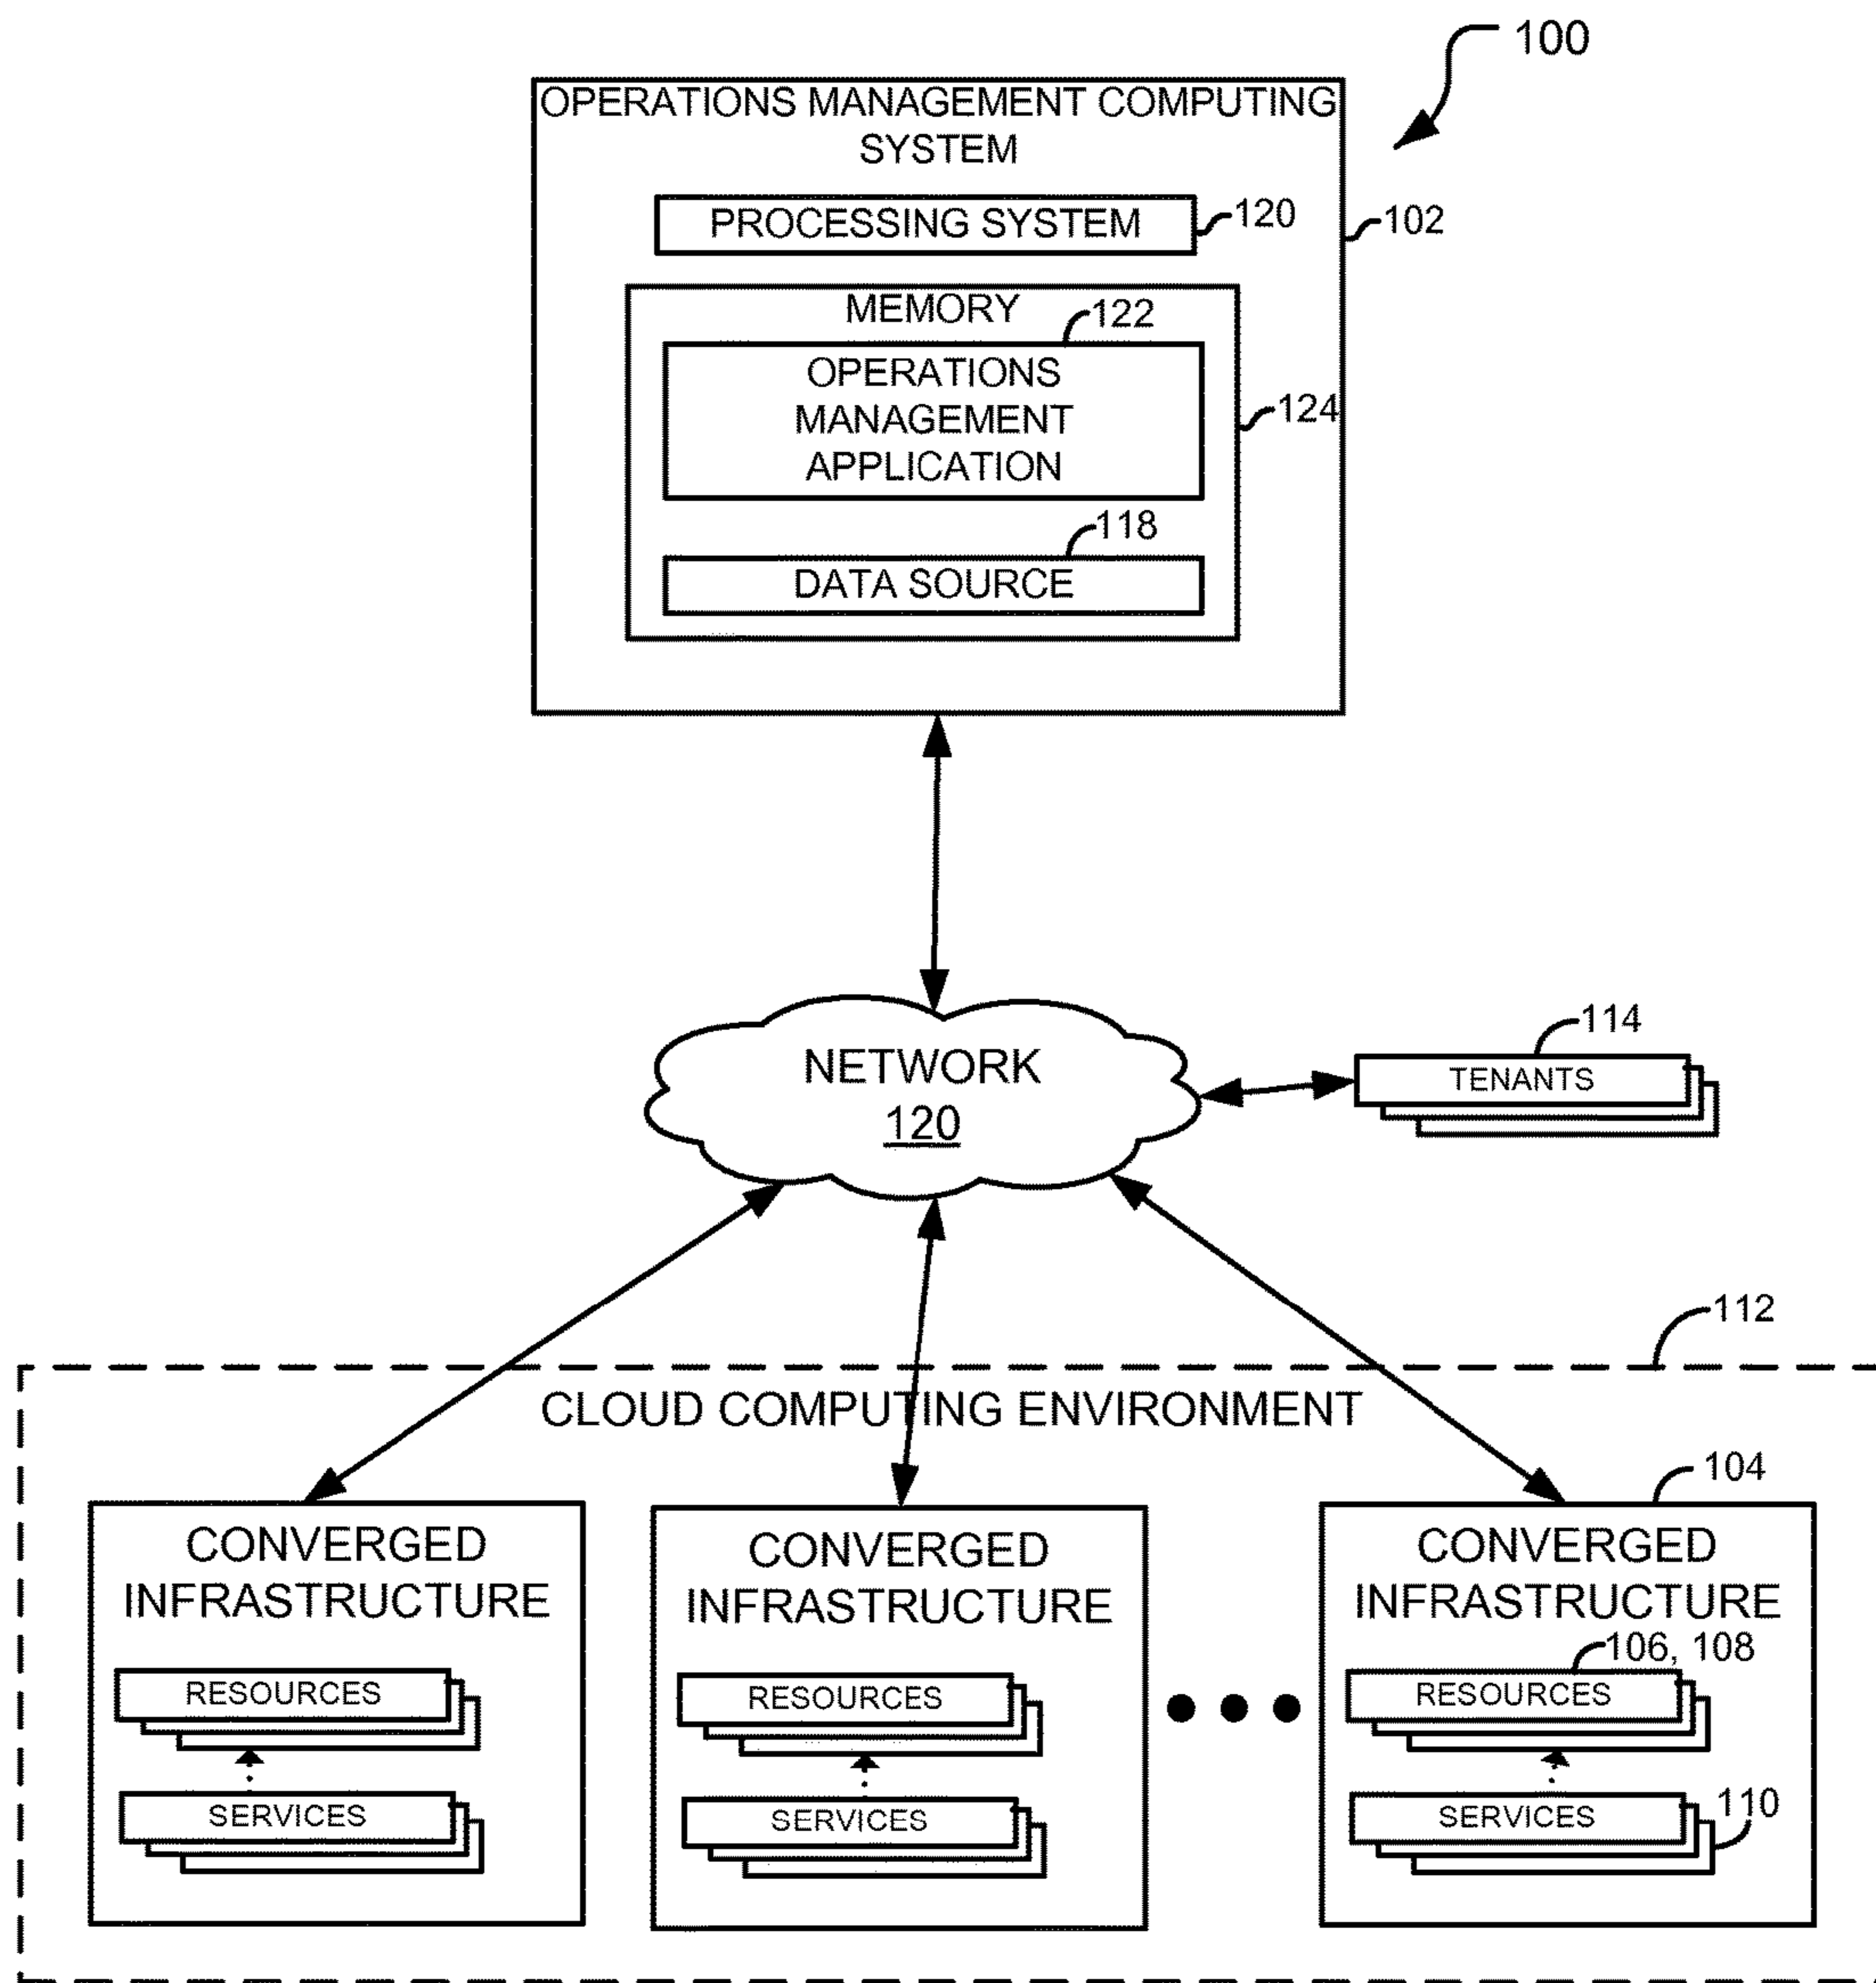 100
OPERATIONS MANAGEMENT COMPUTING
SYSTEM
PROCESSING SYSTEM
120
102
MEMORY
122
OPERATIONS
MANAGEMENT
APPLICATION
124
118
DATA SOURCE
NETWORK
120
114
TENANTS
112
CLOUD COMPUTING ENVIRONMENT
CONVERGED
INFRASTRUCTURE
RESOURCES
SERVICES
CONVERGED
INFRASTRUCTURE
RESOURCES
SERVICES
104
CONVERGED
INFRASTRUCTURE
106, 108
RESOURCES
SERVICES
110